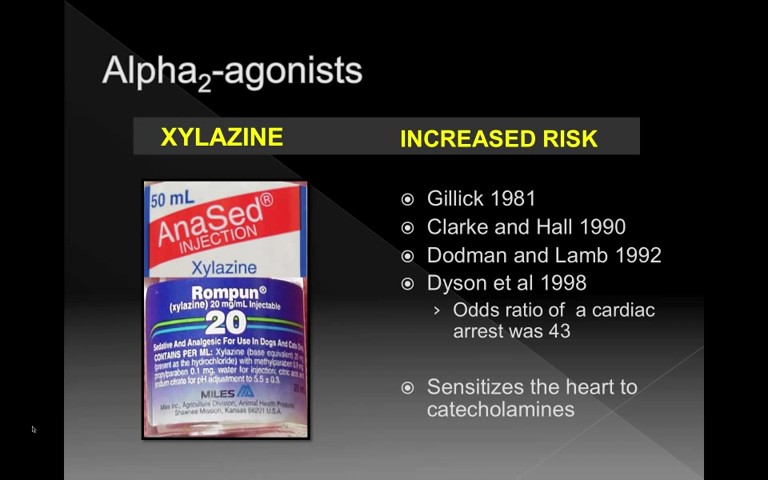 Alpha2-agonists
XYLAZINE
INCREASED RISK
50 mL
AnaSed®
INJECTION
Xylazine
Rompun®
(xylazine) 20 mg/mL Injectable
20
Sedative and Analgesic For Use In Dogs And Cats
CONTAINS PER ML: Xylazine (base equivalent) 20
(present as the hydrochloride) with methylparaben
propylparaben 0.1 mg, water for injection; citric acid
sodium citrate for pH adjustment to 5.5 ± 0.3.
MILES
Miles Inc., Agriculture Division, Animal Health Products
Shawnee Mission, Kansas 66201 U.S.A.
Gillick 1981
Clarke and Hall 1990
Dodman and Lamb 1992
Dyson et al 1998
Odds ratio of a cardiac
arrest was 43
Sensitizes the heart to
catecholamines